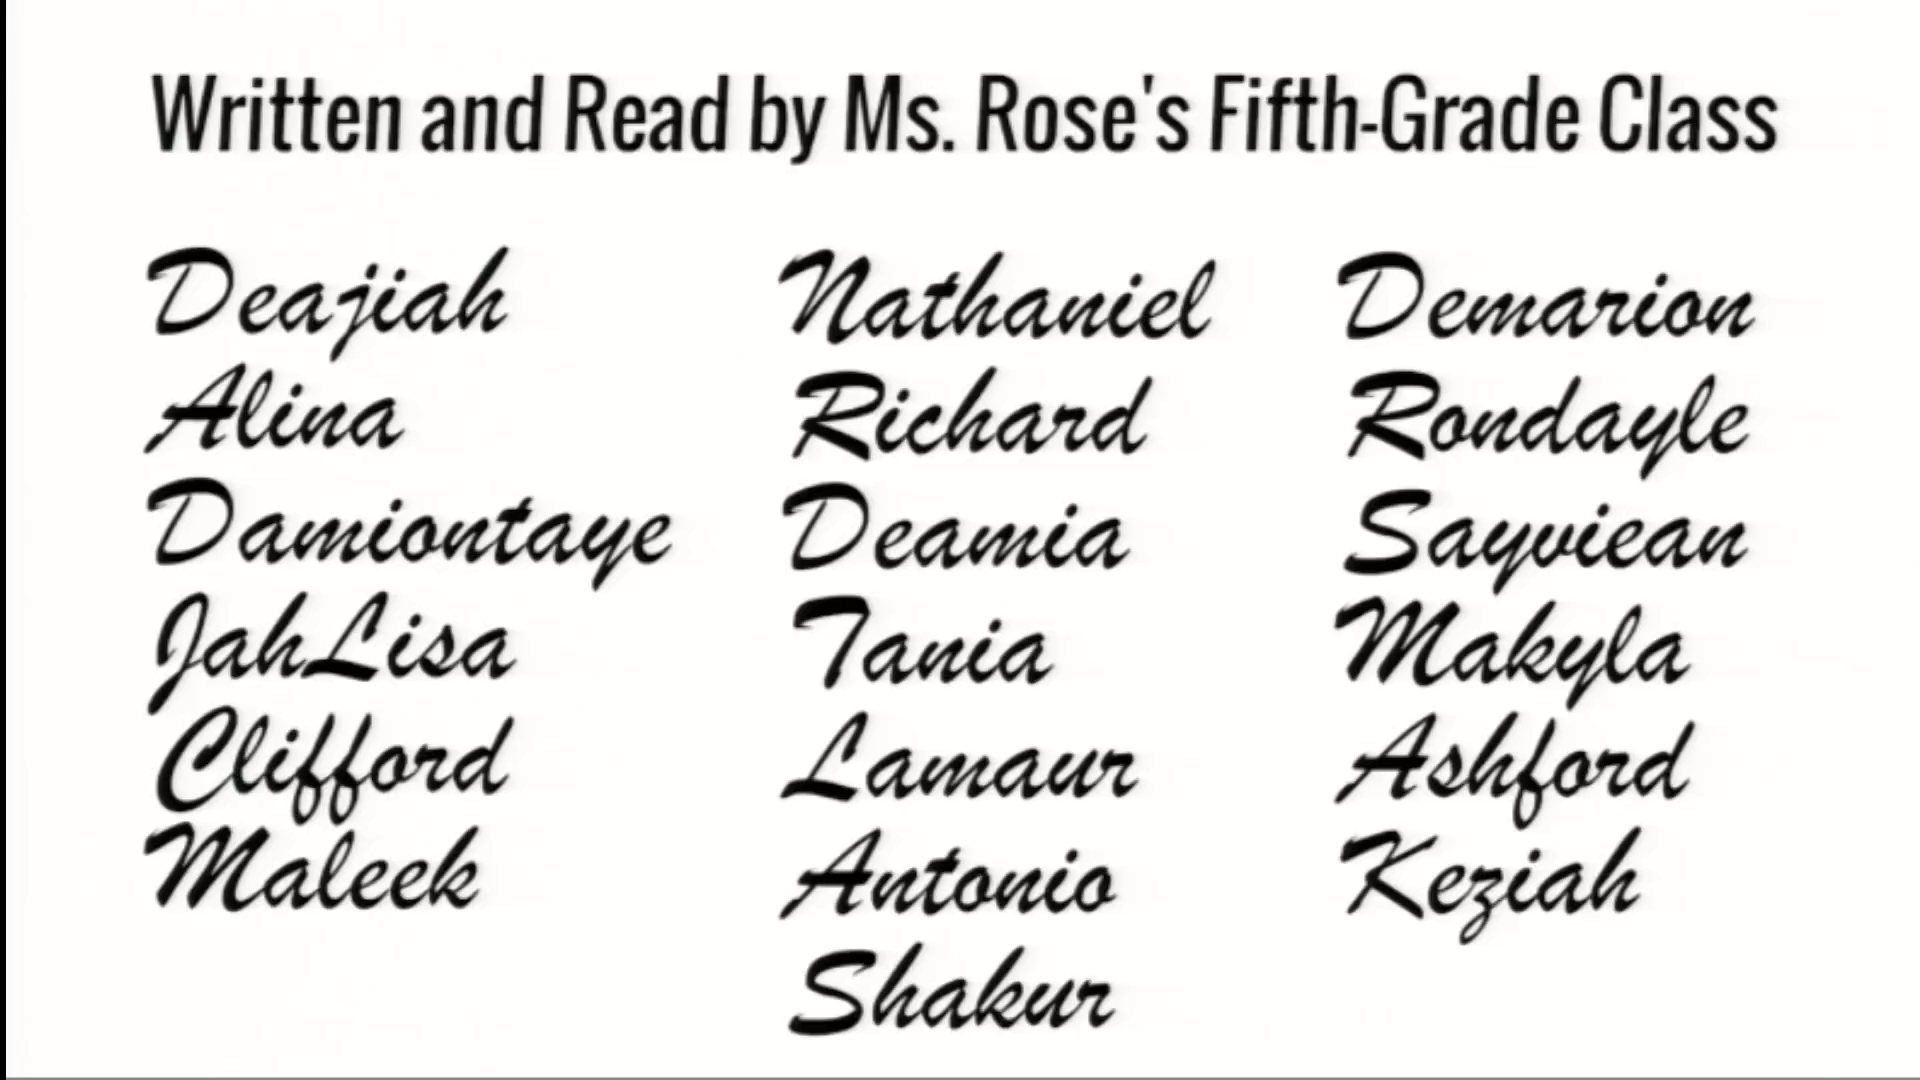 Written and Read by Ms. Rose's Fifth-Grade Class
Deajiah
Alina
Damiontaye
JahLisa
Clifford
Maleek
Nathaniel
Richard
Deamia
Tania
Lamaur
Antonio
Shakur
Demarion
Rondayle
Sayviean
Makyla
Ashford
Keziah